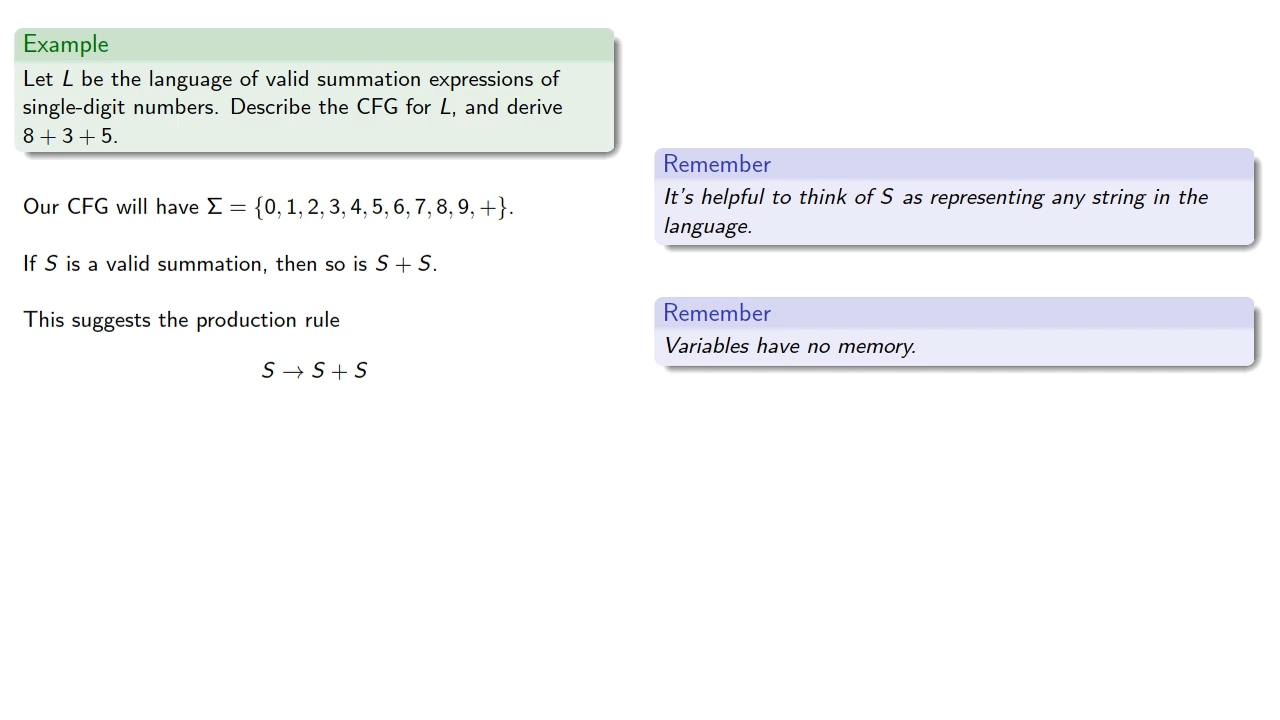 Example
Let L be the language of valid summation expressions of
single-digit numbers. Describe the CFG for L, and derive
8 + 3 + 5.
Our CFG will have Σ = {0, 1, 2, 3, 4, 5, 6, 7, 8, 9, +}.
If S is a valid summation, then so is S + S.
This suggests the production rule
S → S + S
Remember
It's helpful to think of S as representing any string in the
language.
Remember
Variables have no memory.